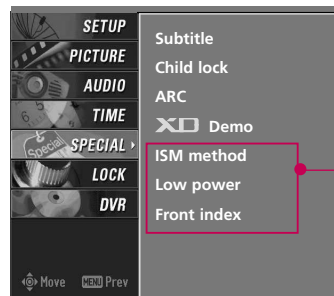 SETUP
PICTURE
AUDIO
TIME
SPECIAL
LOCK
DVR
Move MENU Prev
Subtitle
Child lock
ARC
XD Demo
ISM method
Low power
Front index